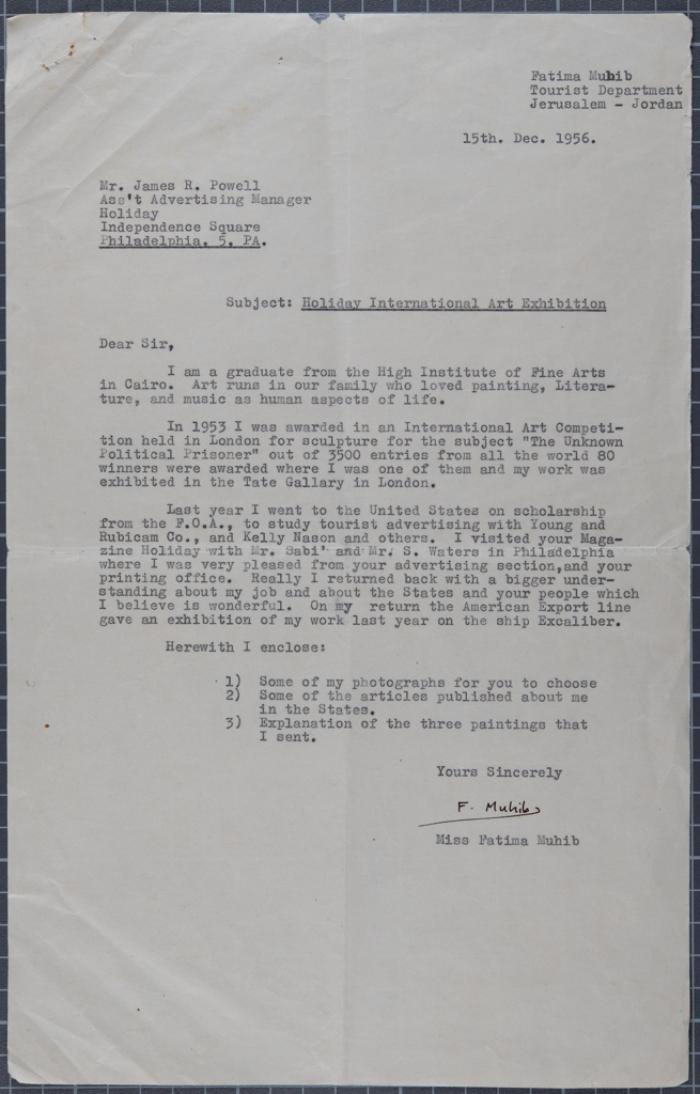 Fatima Muhib
Tourist Department
Jerusalem - Jordan
15th. Dec. 1956.
Mr. James R. Powell
Ass't Advertising Manager
Holiday
Independence Square
Philadelphia, 5, PA.
Subject: Holiday International Art Exhibition
Dear Sir,
I am a graduate from the High Institute of Fine Arts
in Cairo. Art runs in our family who loved painting, Litera-
ture, and music as human aspects of life.
In 1953 I was awarded in an International Art Competi-
tion held in London for sculpture for the subject "The Unknown
Political Prisoner" out of 3500 entries from all the world 80
winners were awarded where I was one of them and my work was
exhibited in the Tate Gallary in London.
Last year I went to the United States on scholarship
from the F.O.A., to study tourist advertising with Young and
Rubicam Co., and Kelly Nason and others. I visited your Maga-
zine Holiday with Mr. Sabi' and Mr. S. Waters in Philadelphia
where I was very pleased from your advertising section,and your
printing office. Really I returned back with a bigger under-
standing about my job and about the States and your people which
I believe is wonderful. On my return the American Export line
gave an exhibition of my work last year on the ship Excaliber.
Herewith I enclose:
1) Some of my photographs for you to choose
2) Some of the articles published about me
in the States.
3) Explanation of the three paintings that
I sent.
Yours Sincerely
F. Muhib
Miss Fatima Muhib